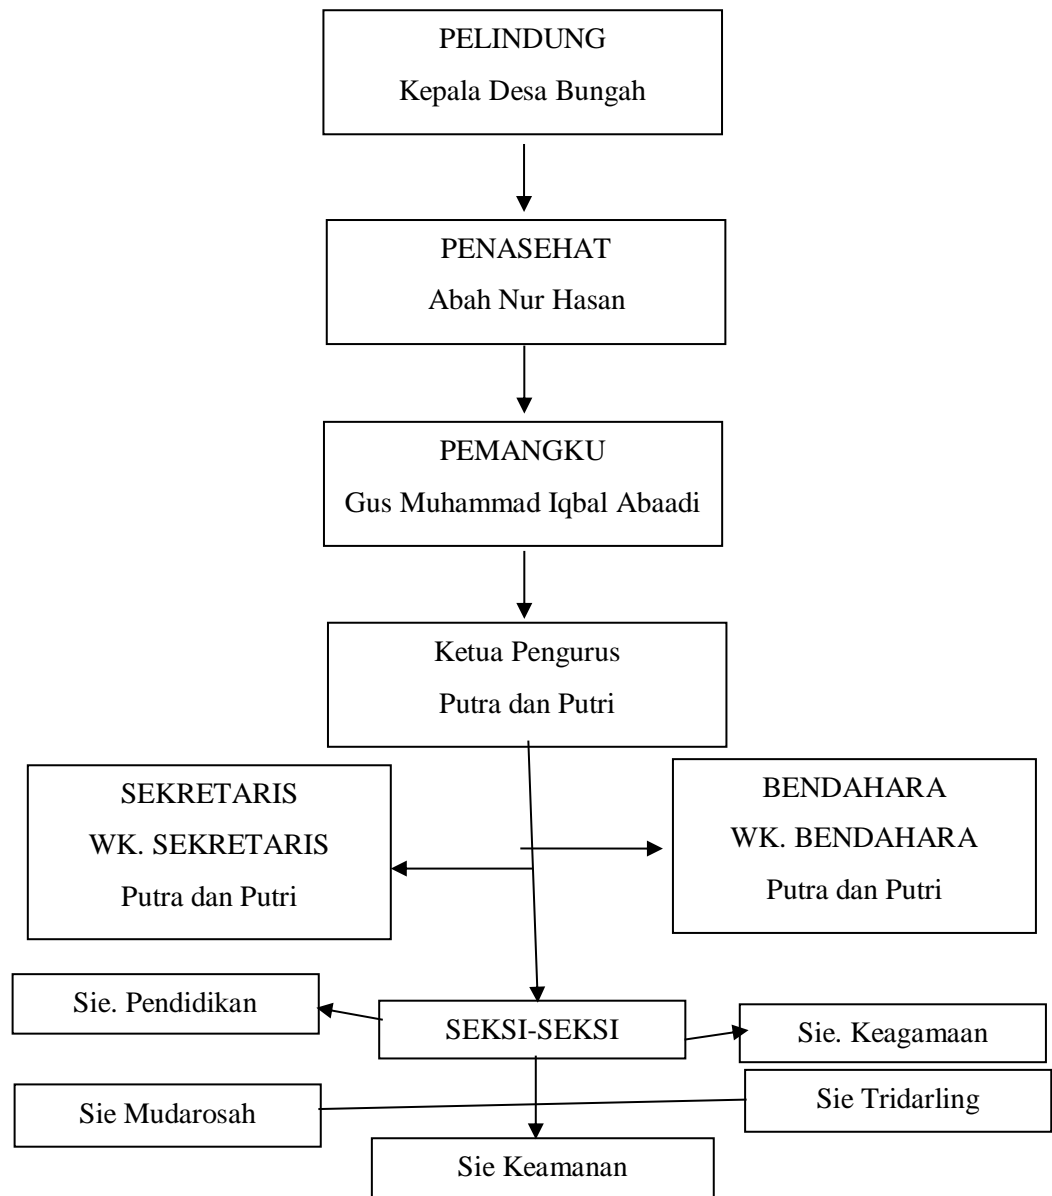 PELINDUNG
Kepala Desa Bungah
PENASEHAT
Abah Nur Hasan
PEMANGKU
Gus Muhammad Iqbal Abaadi
Ketua Pengurus
Putra dan Putri
SEKRETARIS
WK. SEKRETARIS
Putra dan Putri
BENDAHARA
WK. BENDAHARA
Putra dan Putri
Sie. Pendidikan
SEKSI-SEKSI
Sie. Keagamaan
Sie Mudarosah
Sie Tridarling
Sie Keamanan